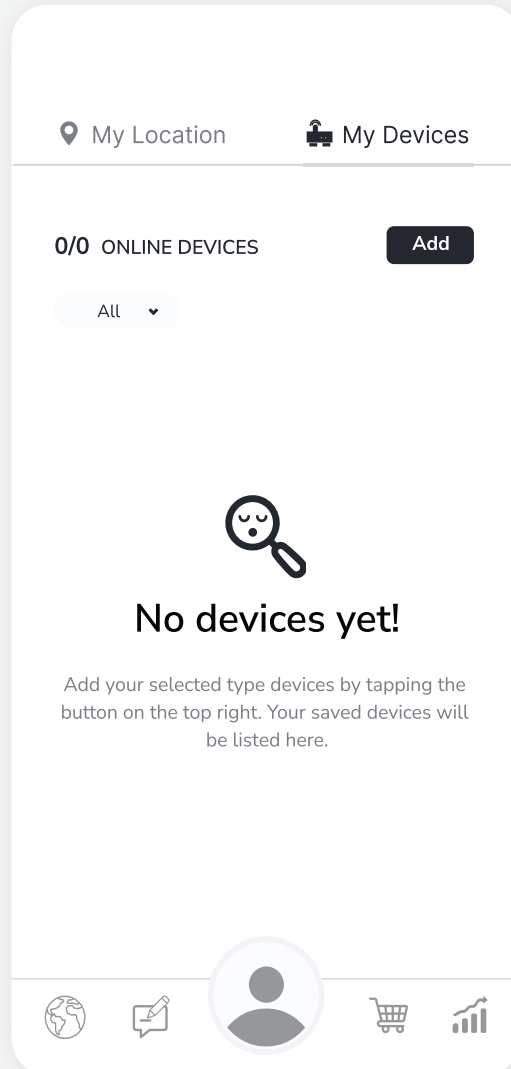 My Location
My Devices
0/0 ONLINE DEVICES
Add
All
No devices yet!
Add your selected type devices by tapping the
button on the top right. Your saved devices will
be listed here.